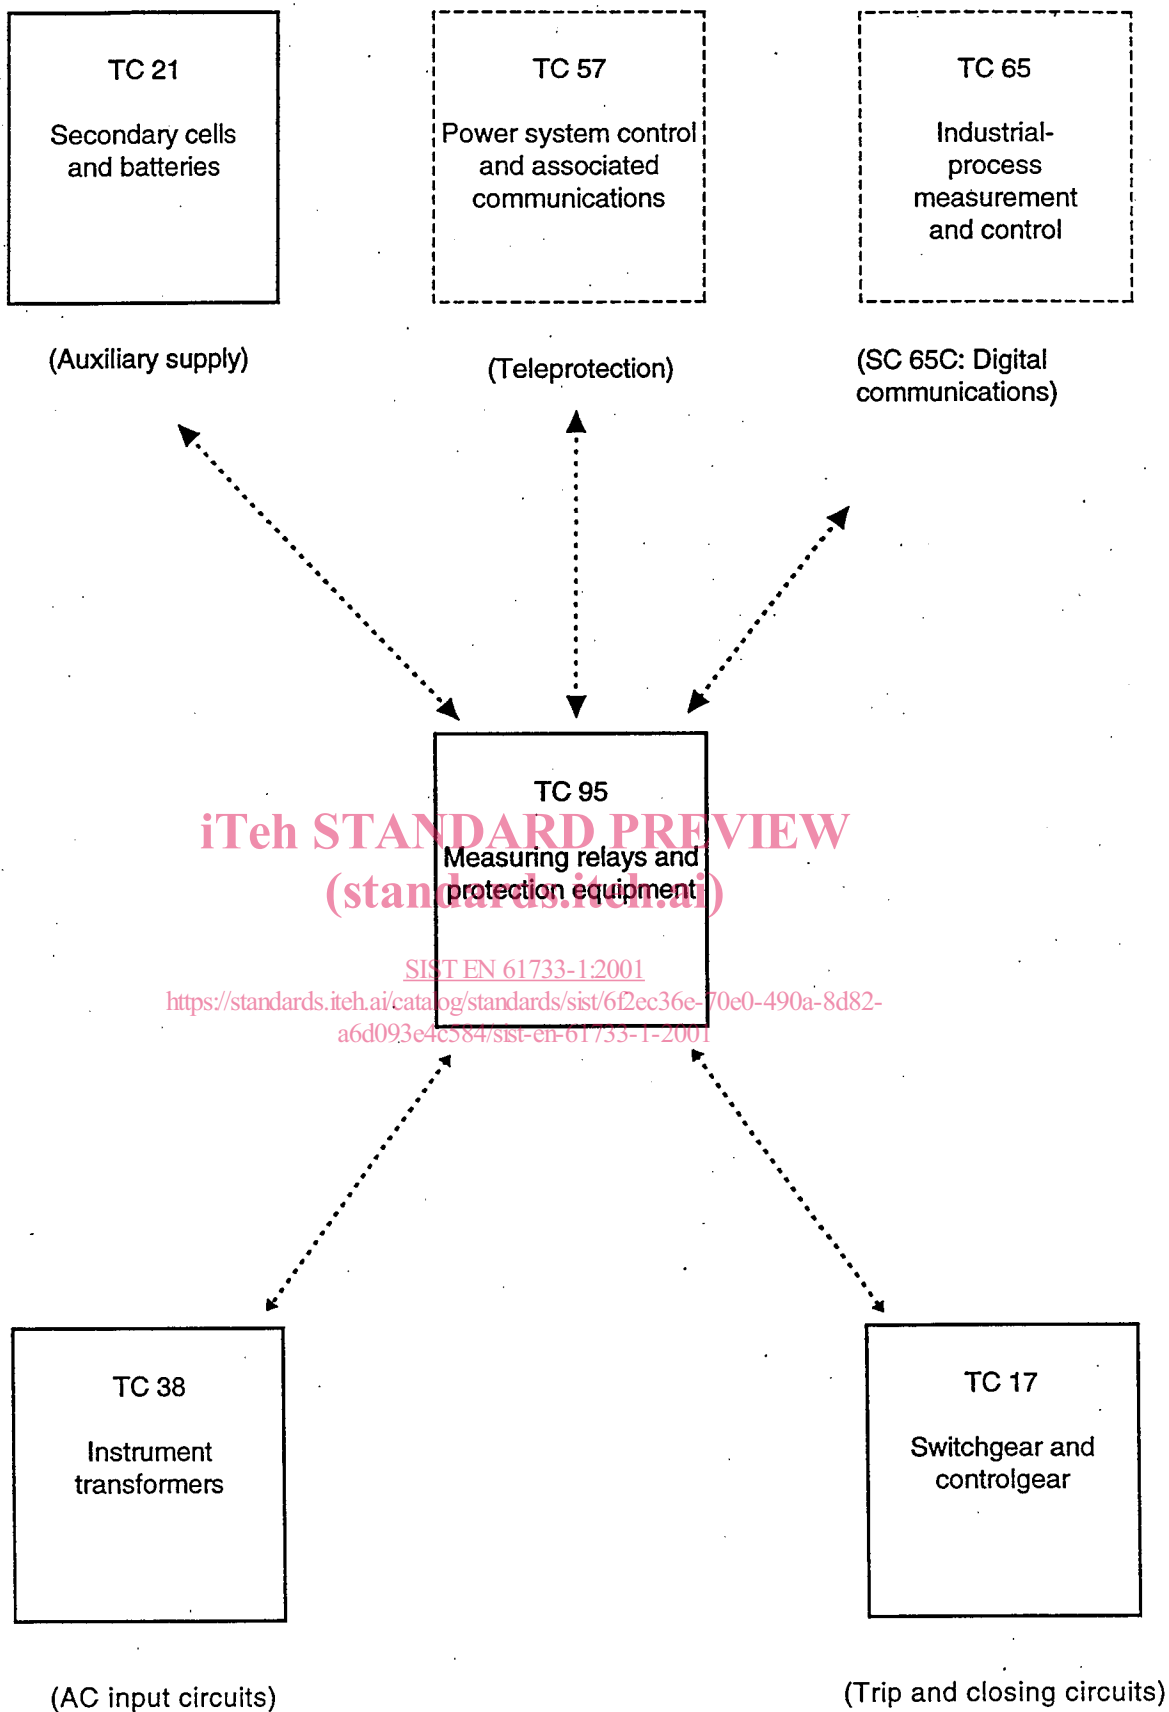 TC 21
Secondary cells
and batteries
(Auxiliary supply)
TC 57
Power system control
and associated
communications
(Teleprotection)
TC 65
Industrial-
process
measurement
and control
(SC 65C: Digital
communications)
TC 95
iTeh STANDARD PREVIEW
Measuring relays and
(standards.iteh.ai)
protection equipment
SIST EN 61733-1:2001
https://standards.iteh.ai/catalog/standards/sist/6f2ec36e-70e0-490a-8d82-
a6d093e4c584/sist-en-61733-1-2001
TC 38
Instrument
transformers
(AC input circuits)
TC 17
Switchgear and
controlgear
(Trip and closing circuits)